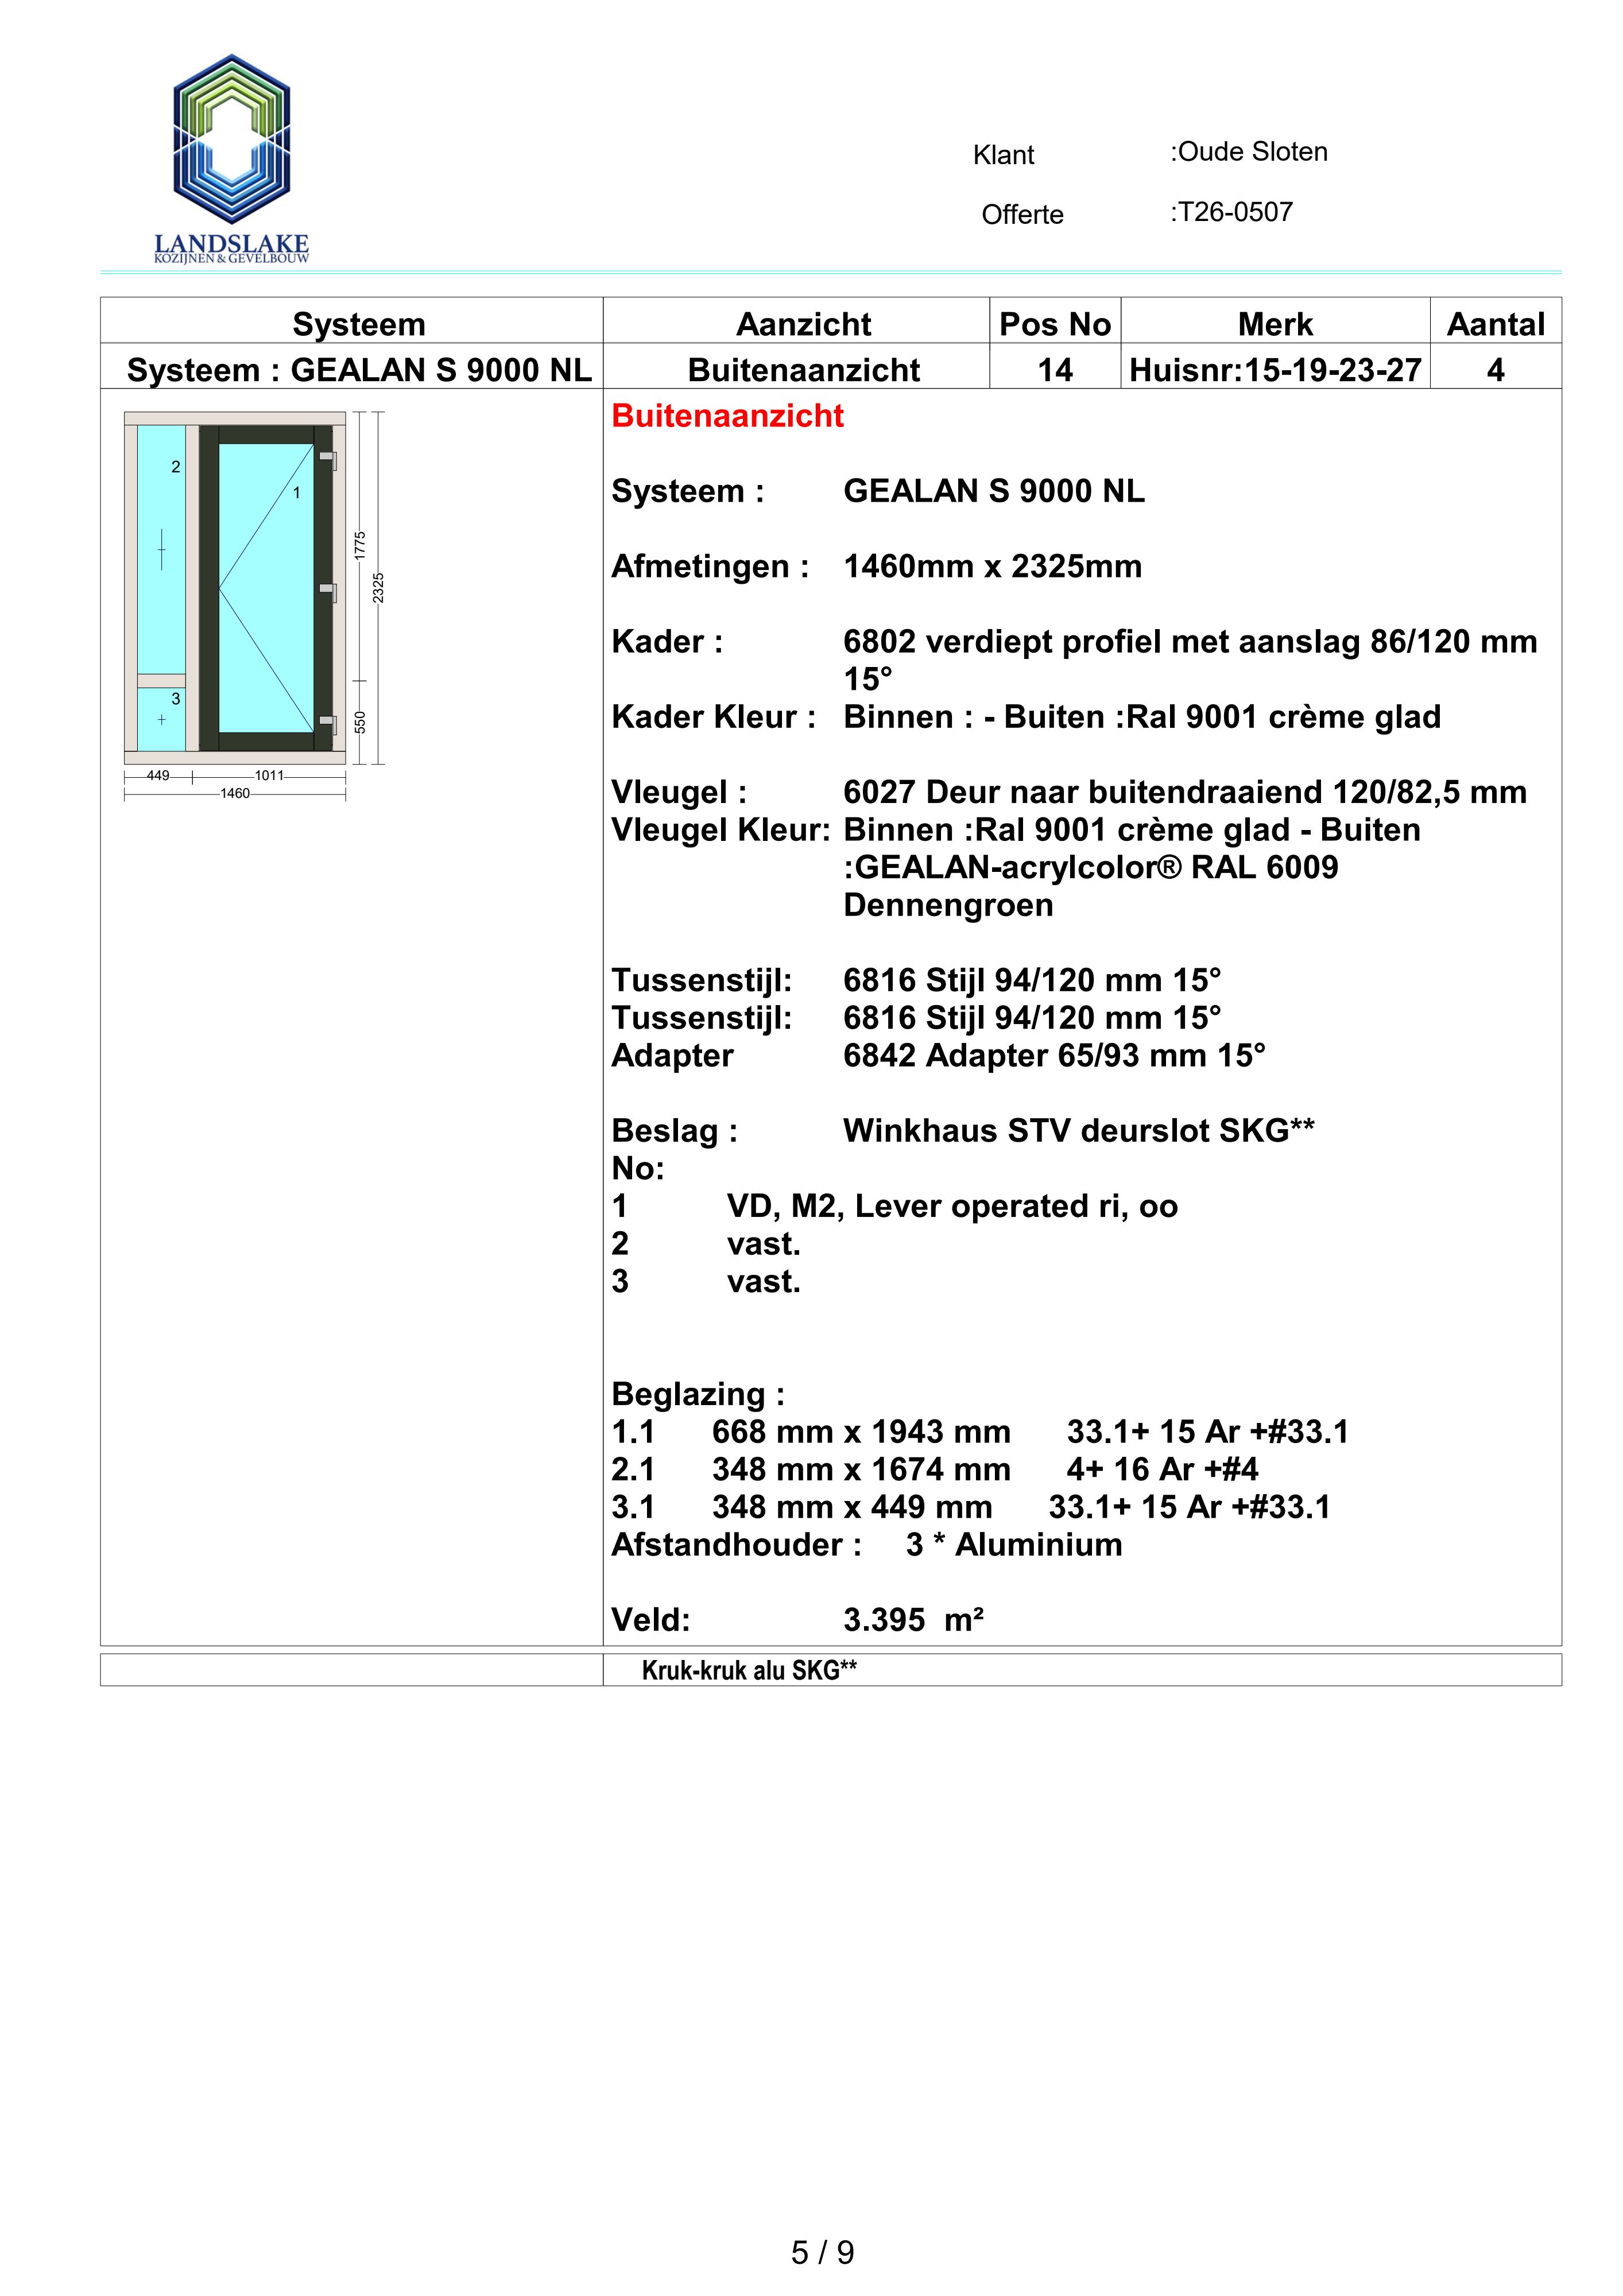 LANDSLAKE
KOZIJNEN & GEVELBOUW
Klant :Oude Sloten
Offerte :T26-0507
Systeem Aanzicht Pos No Merk Aantal
Systeem : GEALAN S 9000 NL Buitenaanzicht 14 Huisnr:15-19-23-27 4
2
1
3
1775
2325
550
449
1011
1460
Buitenaanzicht
Systeem : GEALAN S 9000 NL
Afmetingen : 1460mm x 2325mm
Kader : 6802 verdiept profiel met aanslag 86/120 mm
15°
Kader Kleur : Binnen : - Buiten :Ral 9001 crème glad
Vleugel : 6027 Deur naar buitendraaiend 120/82,5 mm
Vleugel Kleur: Binnen :Ral 9001 crème glad - Buiten
:GEALAN-acrylcolor® RAL 6009
Dennengroen
Tussenstijl: 6816 Stijl 94/120 mm 15°
Tussenstijl: 6816 Stijl 94/120 mm 15°
Adapter 6842 Adapter 65/93 mm 15°
Beslag : Winkhaus STV deurslot SKG**
No:
1 VD, M2, Lever operated ri, oo
2 vast.
3 vast.
Beglazing :
1.1 668 mm x 1943 mm 33.1+ 15 Ar +#33.1
2.1 348 mm x 1674 mm 4+ 16 Ar +#4
3.1 348 mm x 449 mm 33.1+ 15 Ar +#33.1
Afstandhouder : 3 * Aluminium
Veld: 3.395 m²
Kruk-kruk alu SKG**
5 / 9